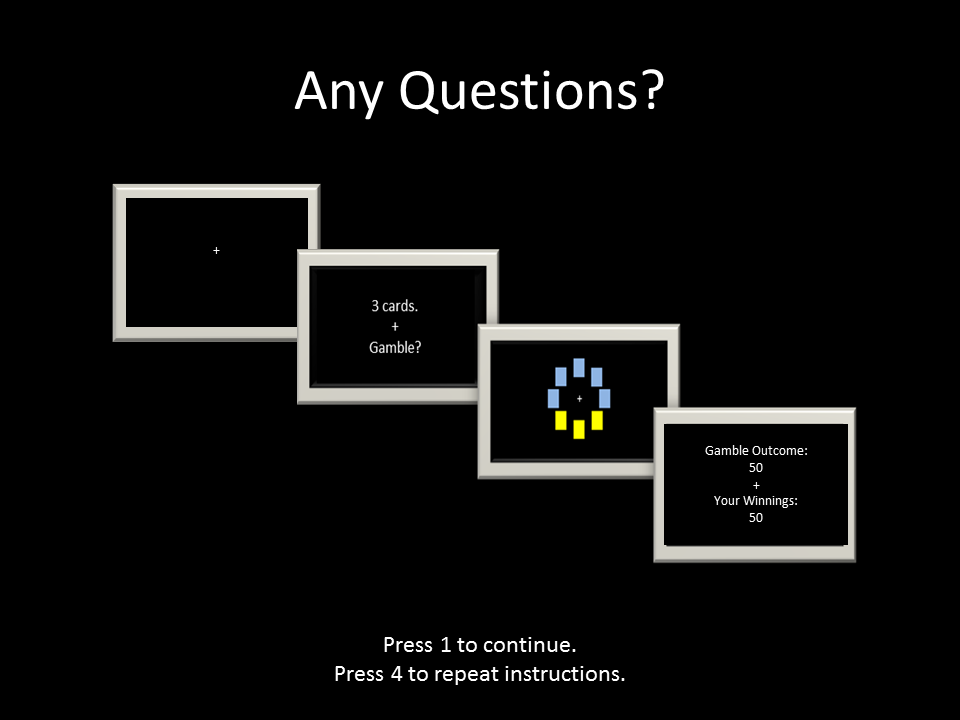 Any Questions?
+
3 cards.
+
Gamble?
+
Gamble Outcome:
50
+
Your Winnings:
50
Press 1 to continue.
Press 4 to repeat instructions.